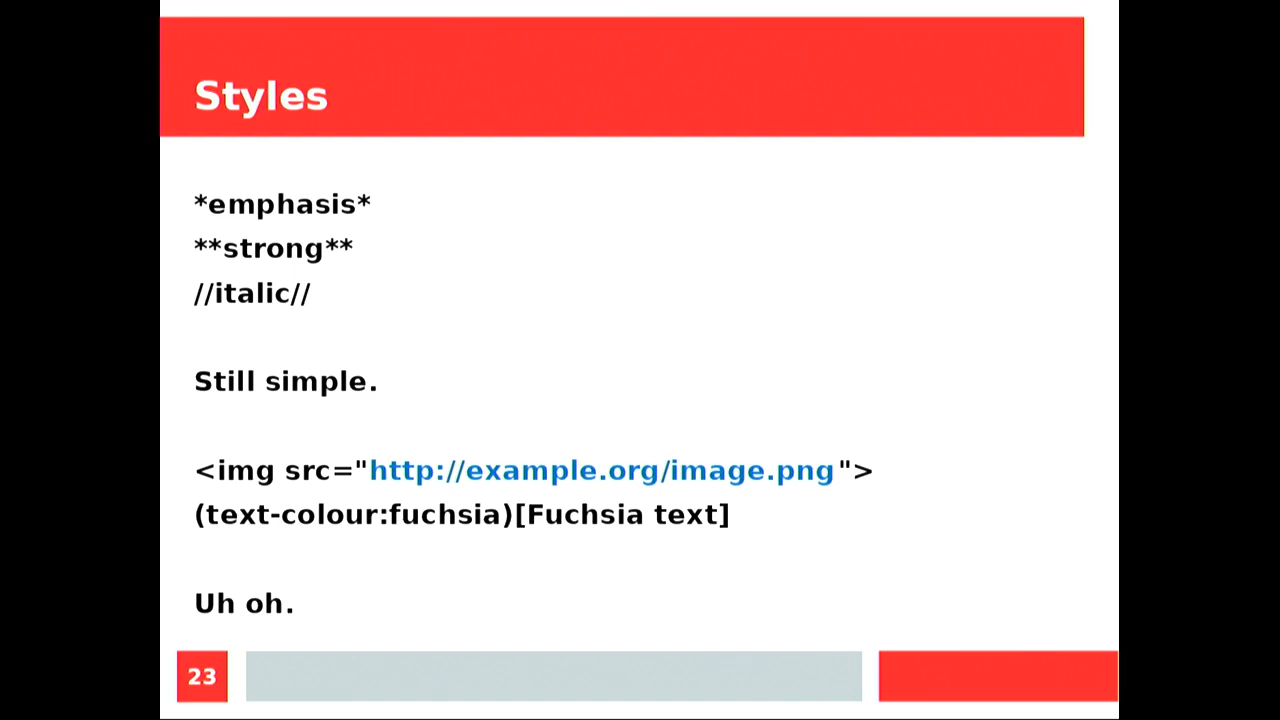 Styles
*emphasis*
**strong**
//italic//
Still simple.
<img src="http://example.org/image.png">
(text-colour:fuchsia)[Fuchsia text]
Uh oh.
23